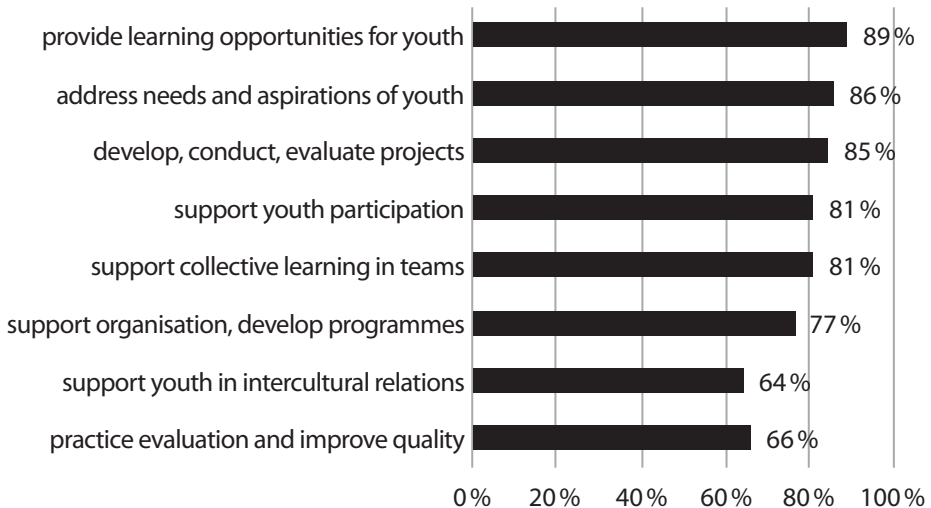 provide learning opportunities for youth 89 %
address needs and aspirations of youth 86 %
develop, conduct, evaluate projects 85 %
support youth participation 81 %
support collective learning in teams 81 %
support organisation, develop programmes 77 %
support youth in intercultural relations 64 %
practice evaluation and improve quality 66 %
0 % 20 % 40 % 60 % 80 % 100 %